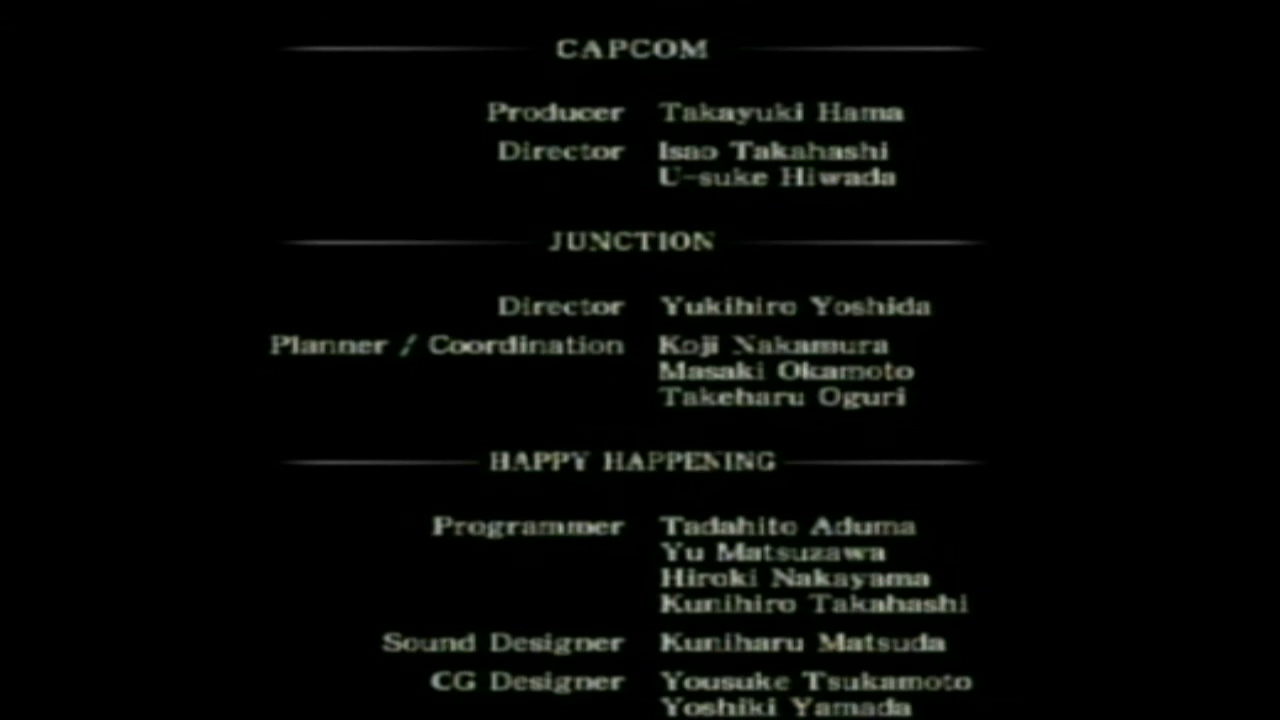 CAPCOM
Producer Takayuki Hama
Director Isao Takahashi
U-suke Hiwada
JUNCTION
Director Yukihiro Yoshida
Planner / Coordination Koji Nakamura
Masaki Okamoto
Takeharu Oguri
HAPPY HAPPENING
Programmer Tadahito Aduma
Yu Matsuzawa
Hiroki Nakayama
Kunihiro Takahashi
Sound Designer Kuniharu Matsuda
CG Designer Yousuke Tsukamoto
Yoshiki Yamada